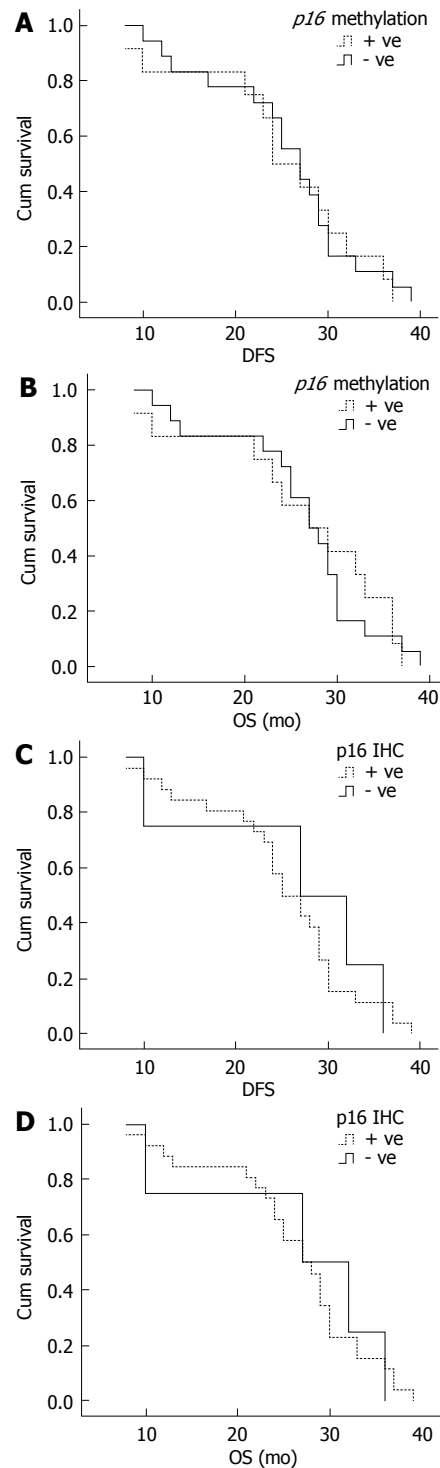 A
p16 methylation
+ ve
- ve
1.0
0.8
0.6
0.4
0.2
0.0
Cum survival
10 20 30 40
DFS
B
p16 methylation
+ ve
- ve
1.0
0.8
0.6
0.4
0.2
0.0
Cum survival
10 20 30 40
OS (mo)
C
p16 IHC
+ ve
- ve
1.0
0.8
0.6
0.4
0.2
0.0
Cum survival
10 20 30 40
DFS
D
p16 IHC
+ ve
- ve
1.0
0.8
0.6
0.4
0.2
0.0
Cum survival
10 20 30 40
OS (mo)